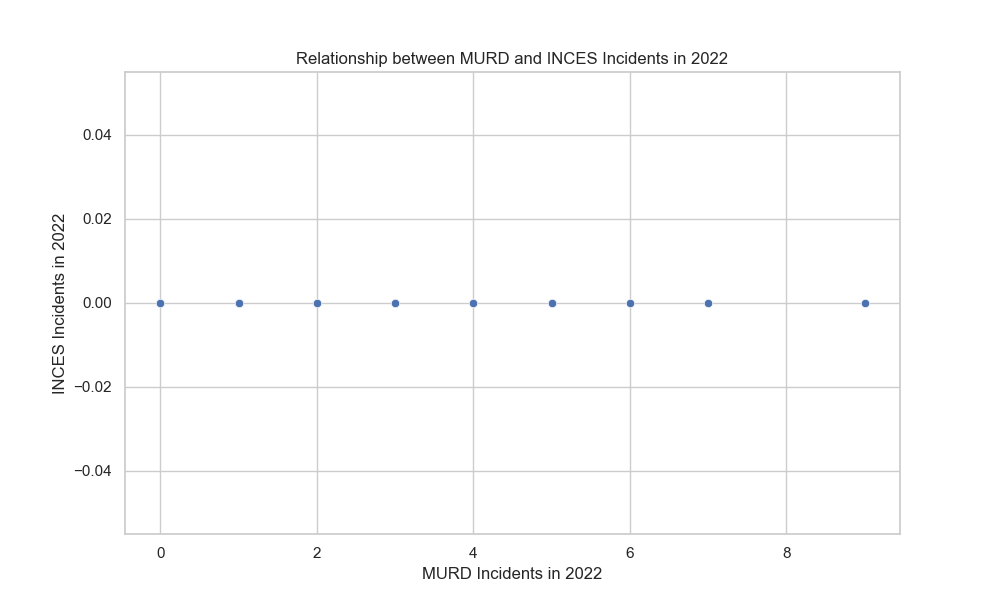 Relationship between MURD and INCES Incidents in 2022
INCES Incidents in 2022
0.04
0.02
0.00
−0.02
−0.04
0 2 4 6 8
MURD Incidents in 2022